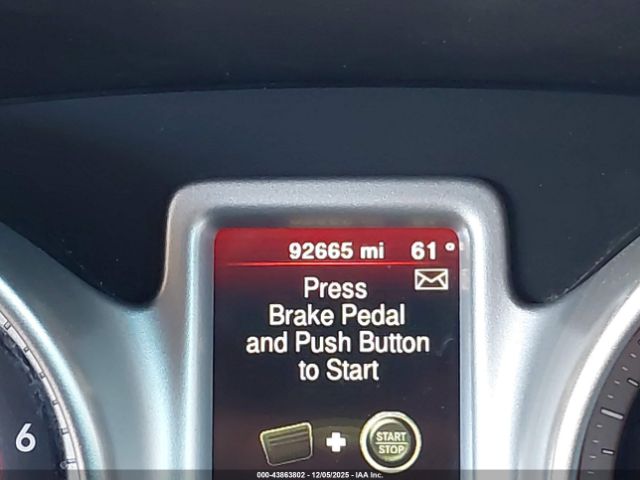 92665 mi 61°
Press
Brake Pedal
and Push Button
to Start
START
STOP
6
000-43863802 - 12/05/2025 - IAA Inc.